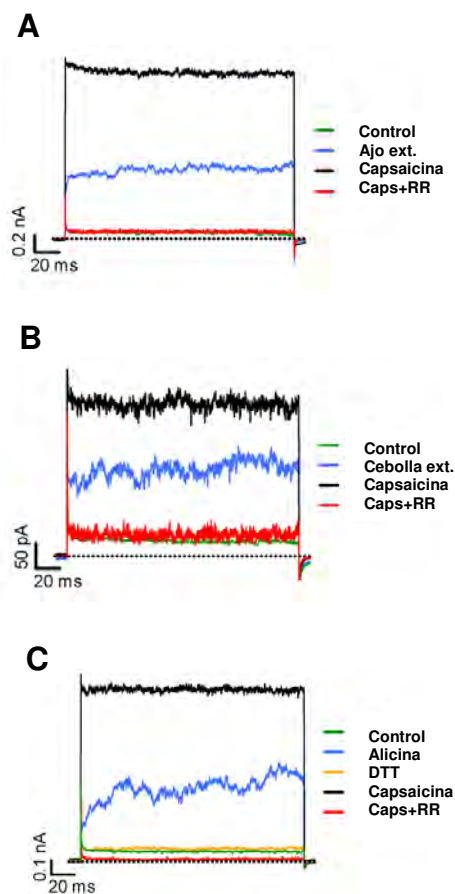 A
Control
Ajo ext.
Capsaicina
Caps+RR
0.2 nA
20 ms
B
Control
Cebolla ext.
Capsaicina
Caps+RR
50 pA
20 ms
C
Control
Alicina
DTT
Capsaicina
Caps+RR
0.1 nA
20 ms